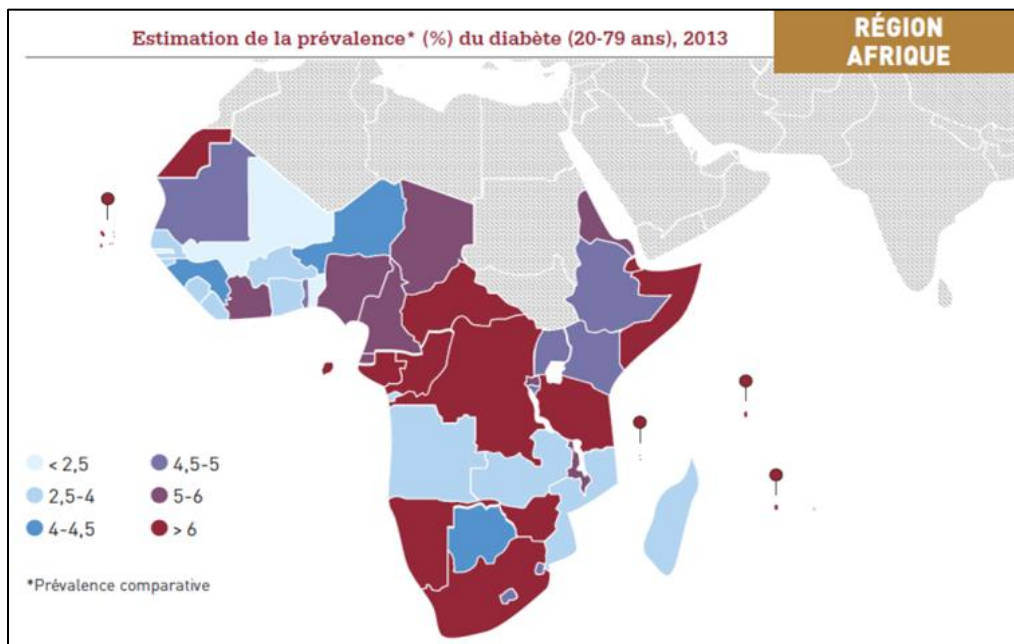 Estimation de la prévalence* (%) du diabète (20-79 ans), 2013
RÉGION
AFRIQUE
< 2,5
2,5-4
4-4,5
4,5-5
5-6
> 6
*Prévalence comparative